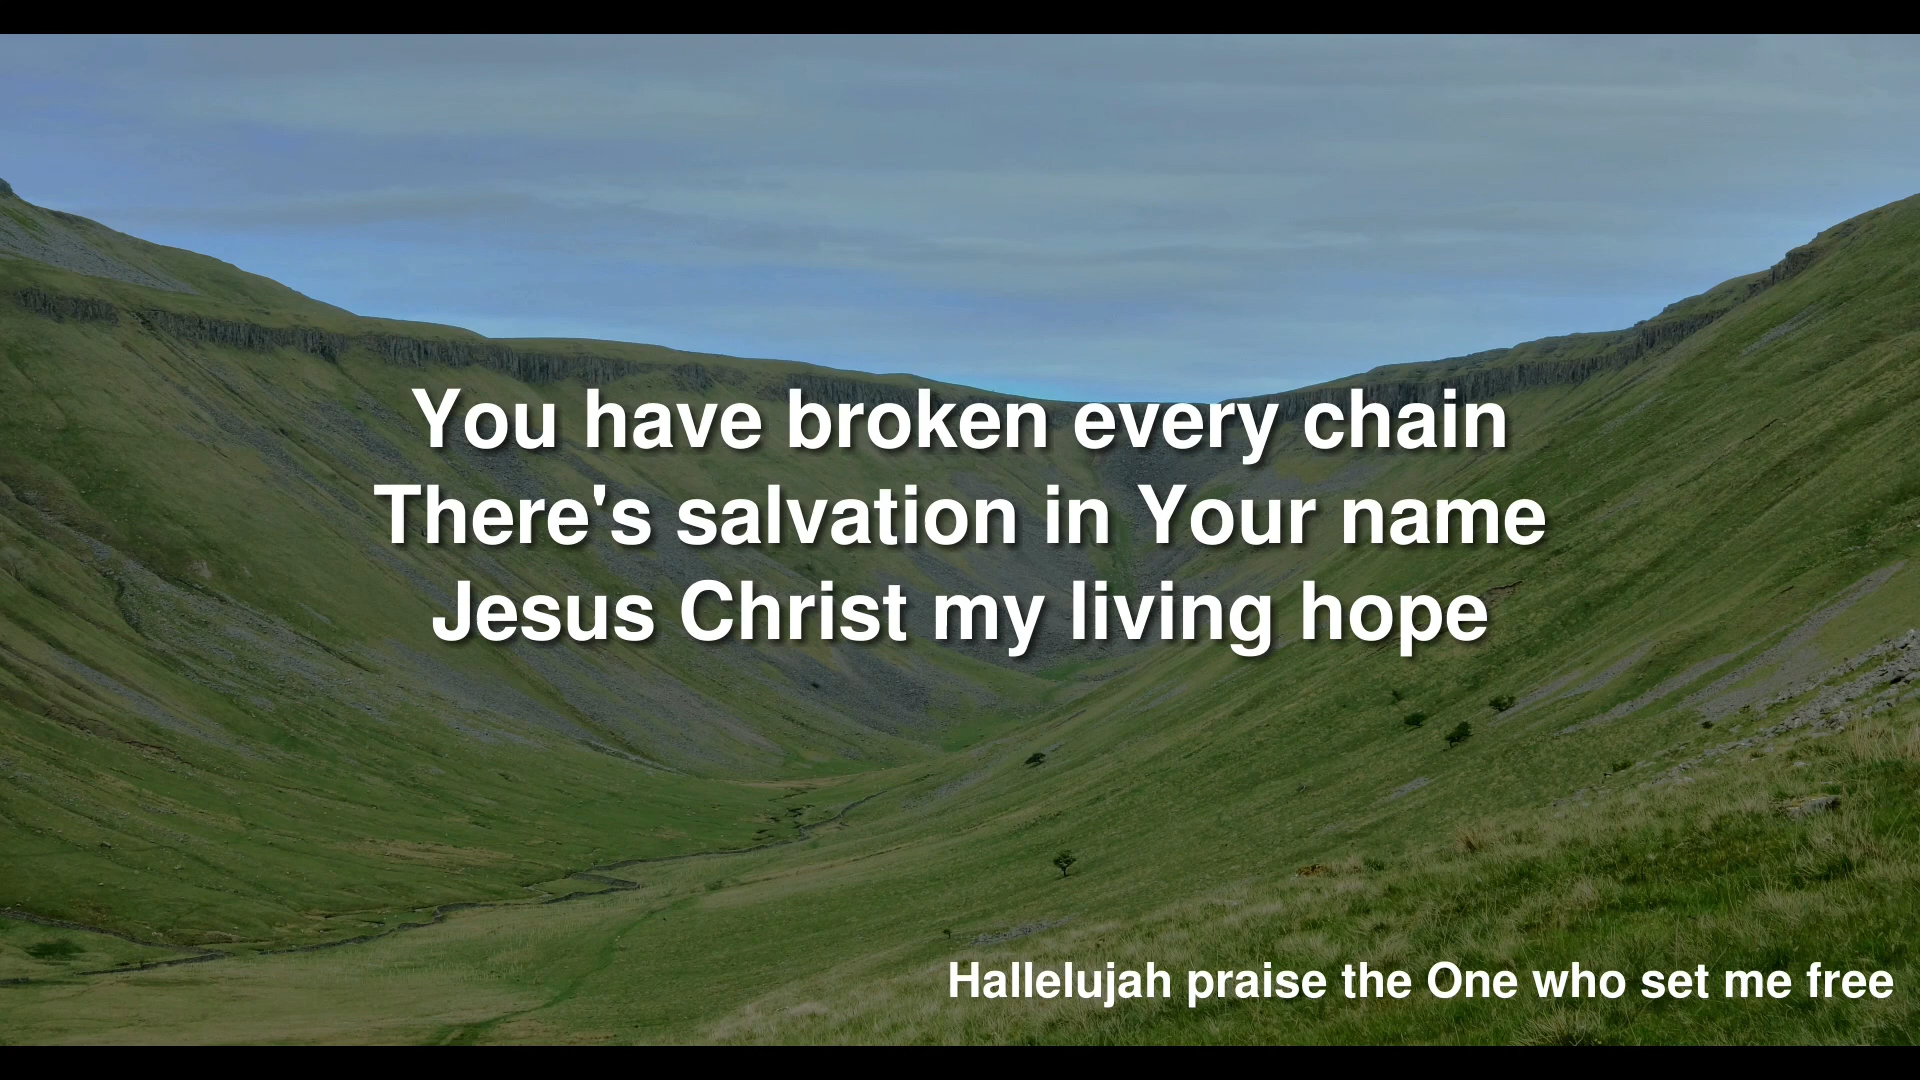 You have broken every chain
There's salvation in Your name
Jesus Christ my living hope
Hallelujah praise the One who set me free